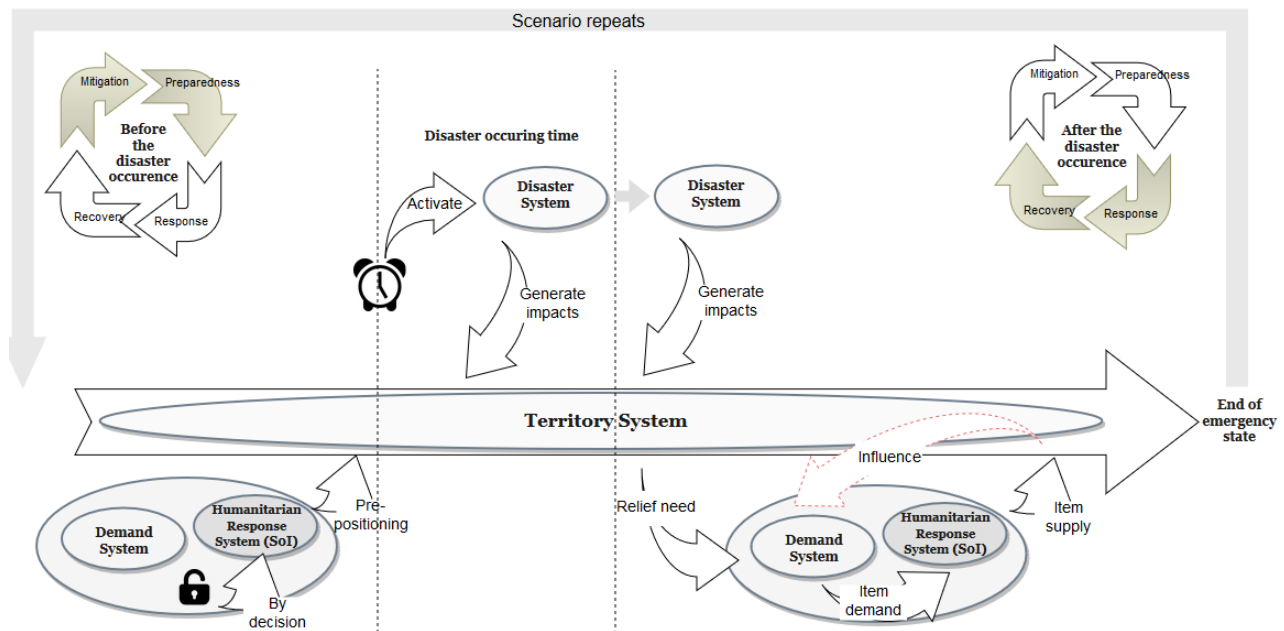 Scenario repeats
Mitigation
Preparedness
Before
the
disaster
occurence
Recovery
Response
Disaster occuring time
Activate
Disaster
System
Disaster
System
Mitigation
Preparedness
After the
disaster
occurence
Recovery
Response
Generate
impacts
Generate
impacts
Territory System
End of
emergency
state
Influence
Demand
System
Humanitarian
Response
System (SoI)
Pre-
positioning
By
decision
Relief need
Demand
System
Humanitarian
Response
System (SoI)
Item
supply
Item
demand